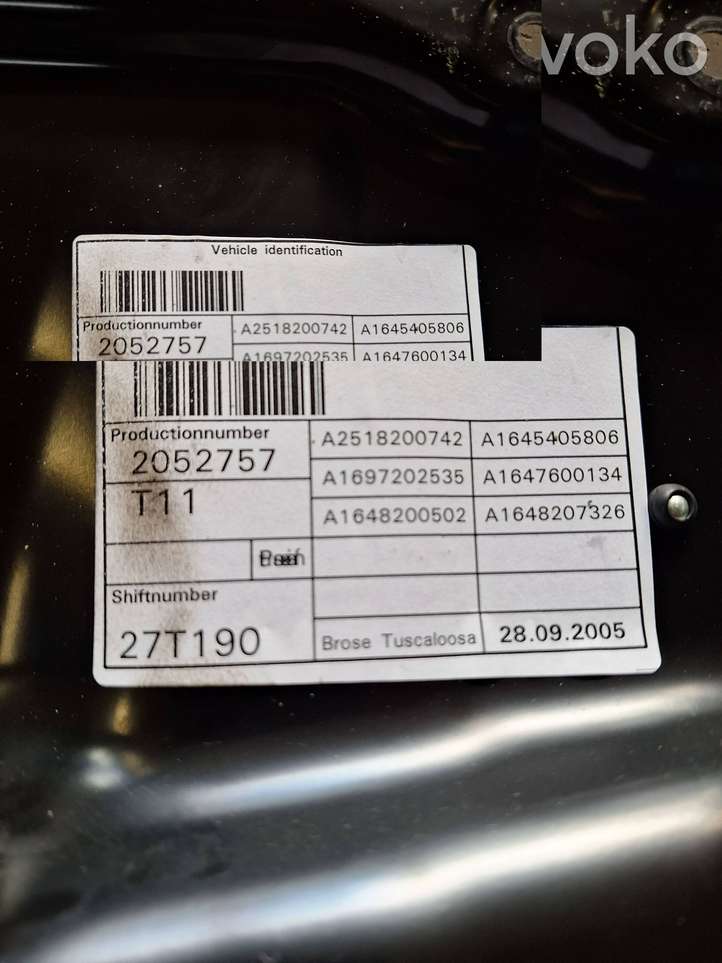 voko
Vehicle identification
Productionnumber
2052757
A2518200742 A1645405806
A1697202535 A1647600134
Productionnumber
2052757
A2518200742 A1645405806
A1697202535 A1647600134
T11
A1648200502 A1648207326
Shiftnumber
27T190
Brose Tuscaloosa 28.09.2005